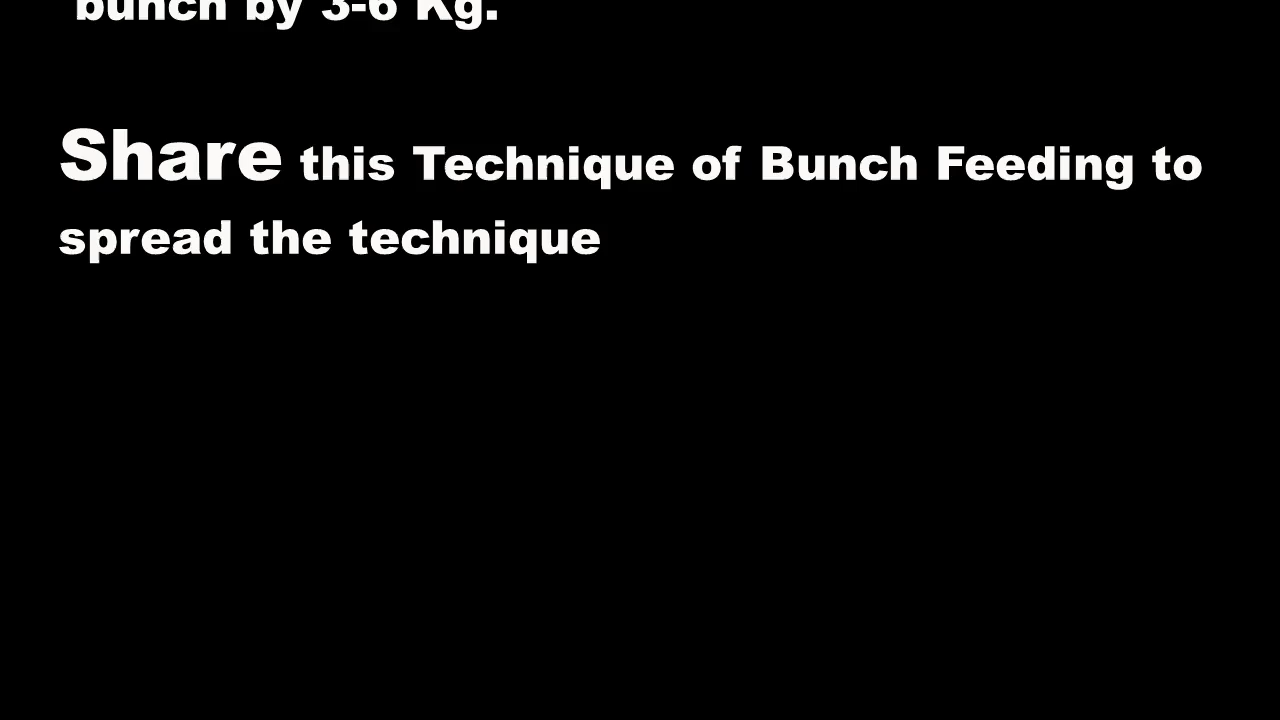 bunch by 3-6 Kg.
Share this Technique of Bunch Feeding to
spread the technique